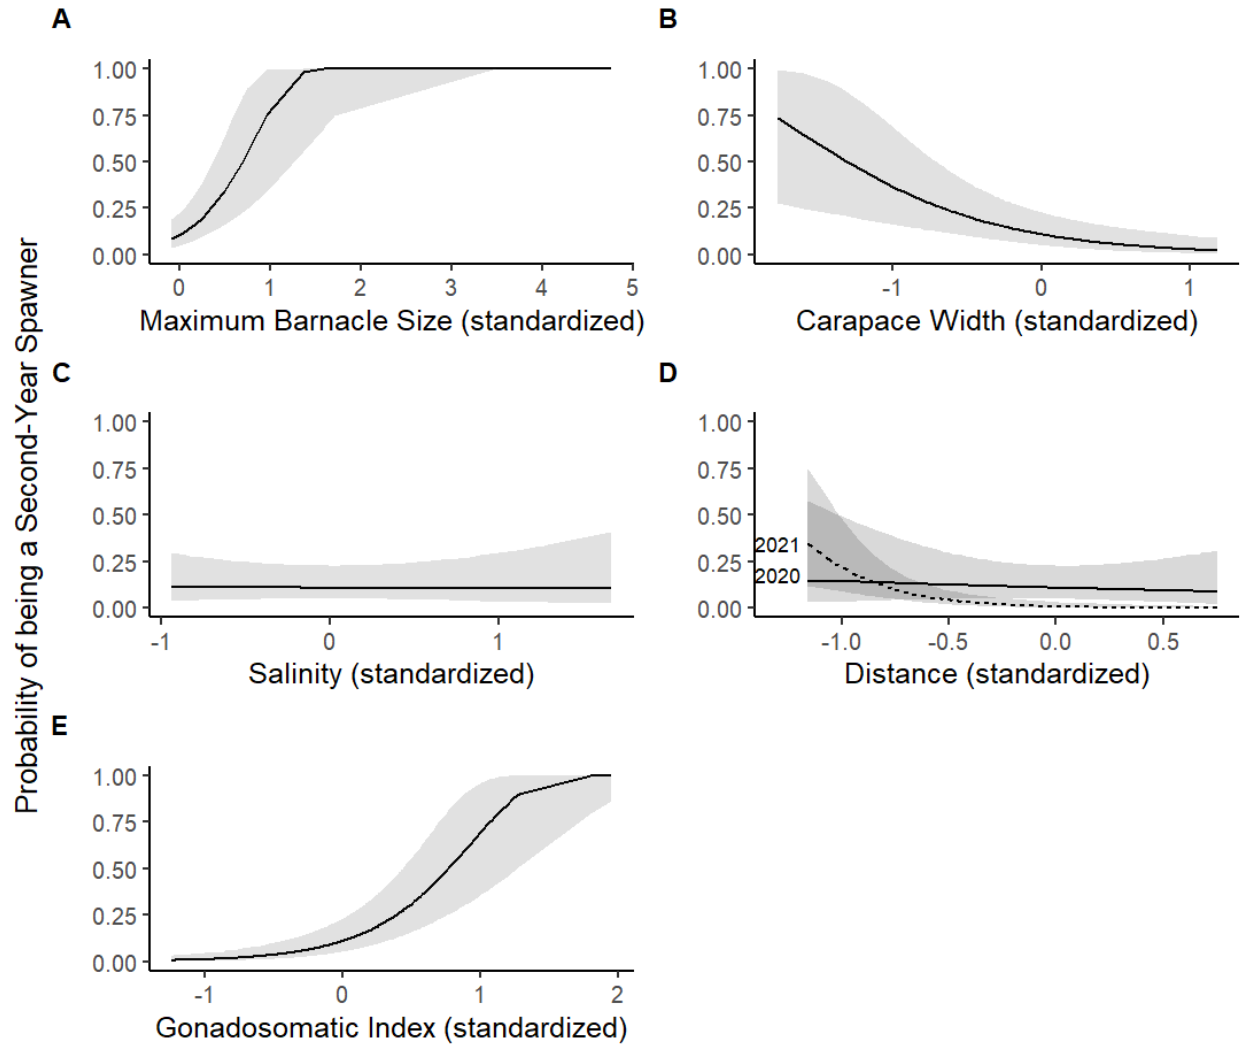 A
1.00
0.75
0.50
0.25
0.00
0 1 2 3 4 5
Maximum Barnacle Size (standardized)
B
1.00
0.75
0.50
0.25
0.00
-1 0 1
Carapace Width (standardized)
Probability of being a Second-Year Spawner
C
1.00
0.75
0.50
0.25
0.00
-1 0 1
Salinity (standardized)
D
1.00
0.75
0.50
0.25
0.00
2021
2020
-1.0 -0.5 0.0 0.5
Distance (standardized)
E
1.00
0.75
0.50
0.25
0.00
-1 0 1 2
Gonadosomatic Index (standardized)